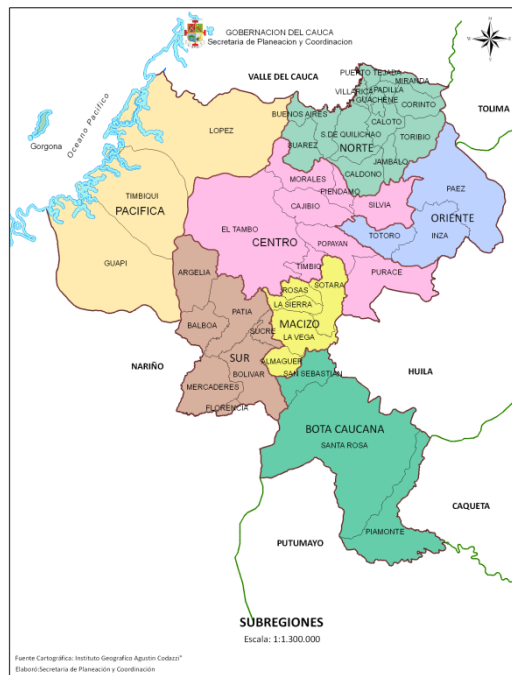 GOBERNACION DEL CAUCA
Secretaria de Planeacion y Coordinacion
N
W
E
S
VALLE DEL CAUCA
TOLIMA
Oceano Pacifico
Gorgona
PUERTO TEJADA
MIRANDA
VILLARICA
PADILLA
GUACHENE
CORINTO
BUENOS AIRES
CALOTO
LOPEZ
S.DE QUILICHAO
TORIBIO
SUAREZ
NORTE
JAMBALO
CALDONO
MORALES
PIENDAMO
SILVIA
PAEZ
TIMBIQUI
PACIFICA
CAJIBIO
ORIENTE
EL TAMBO
CENTRO
POPAYAN
TOTORO
INZA
GUAPI
TIMBIO
PURACE
ARGELIA
SOTARA
ROSAS
LA SIERRA
PATIA
BALBOA
SUCRE
MACIZO
LA VEGA
SUR
ALMAGUER
NARIÑO
SAN SEBASTIAN
HUILA
BOLIVAR
MERCADERES
FLORENCIA
BOTA CAUCANA
SANTA ROSA
CAQUETA
PIAMONTE
PUTUMAYO
SUBREGIONES
Escala: 1:1.300.000
Fuente Cartográfica: Instituto Geografico Agustin Codazzi"
Elaboró:Secretaria de Planeación y Coordinación